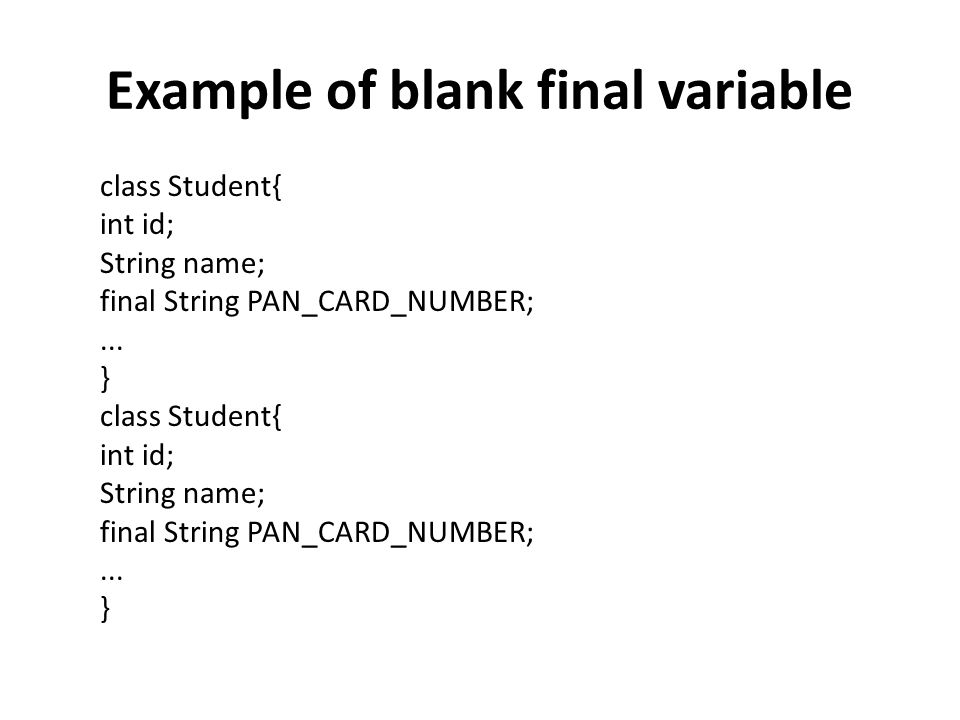 Example of blank final variable
class Student{
int id;
String name;
final String PAN_CARD_NUMBER;
...
}
class Student{
int id;
String name;
final String PAN_CARD_NUMBER;
...
}